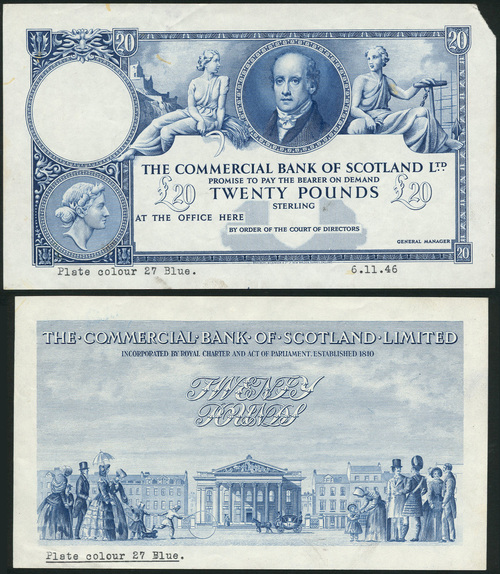 20 20
THE COMMERCIAL BANK OF SCOTLAND LTD.
PROMISE TO PAY THE BEARER ON DEMAND
£20 TWENTY POUNDS £20
STERLING
AT THE OFFICE HERE
BY ORDER OF THE COURT OF DIRECTORS
GENERAL MANAGER
20 20
Plate colour 27 Blue. 6.11.46
THE·COMMERCIAL·BANK·OF·SCOTLAND·LIMITED
INCORPORATED BY ROYAL CHARTER AND ACT OF PARLIAMENT. ESTABLISHED 1810
TWENTY
POUNDS
Plate colour 27 Blue.